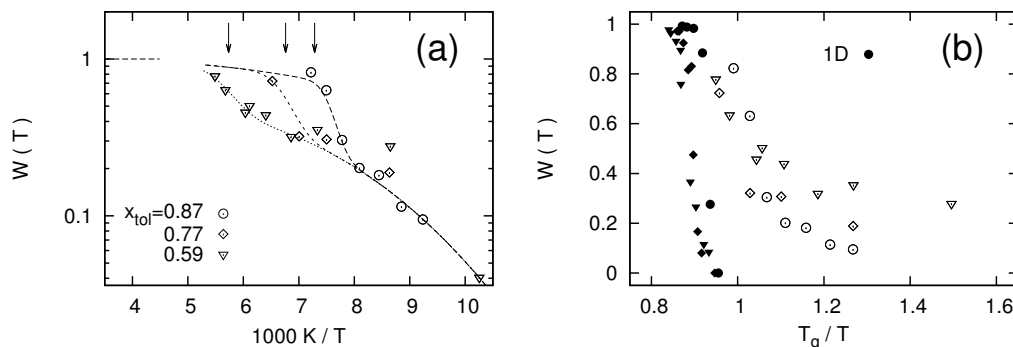 (a)
W ( T )
1
0.1
x_tol=0.87
0.77
0.59
4 5 6 7 8 9 10
1000 K / T
(b)
1D
W ( T )
1
0.8
0.6
0.4
0.2
0
0.8 1 1.2 1.4 1.6
T_g / T